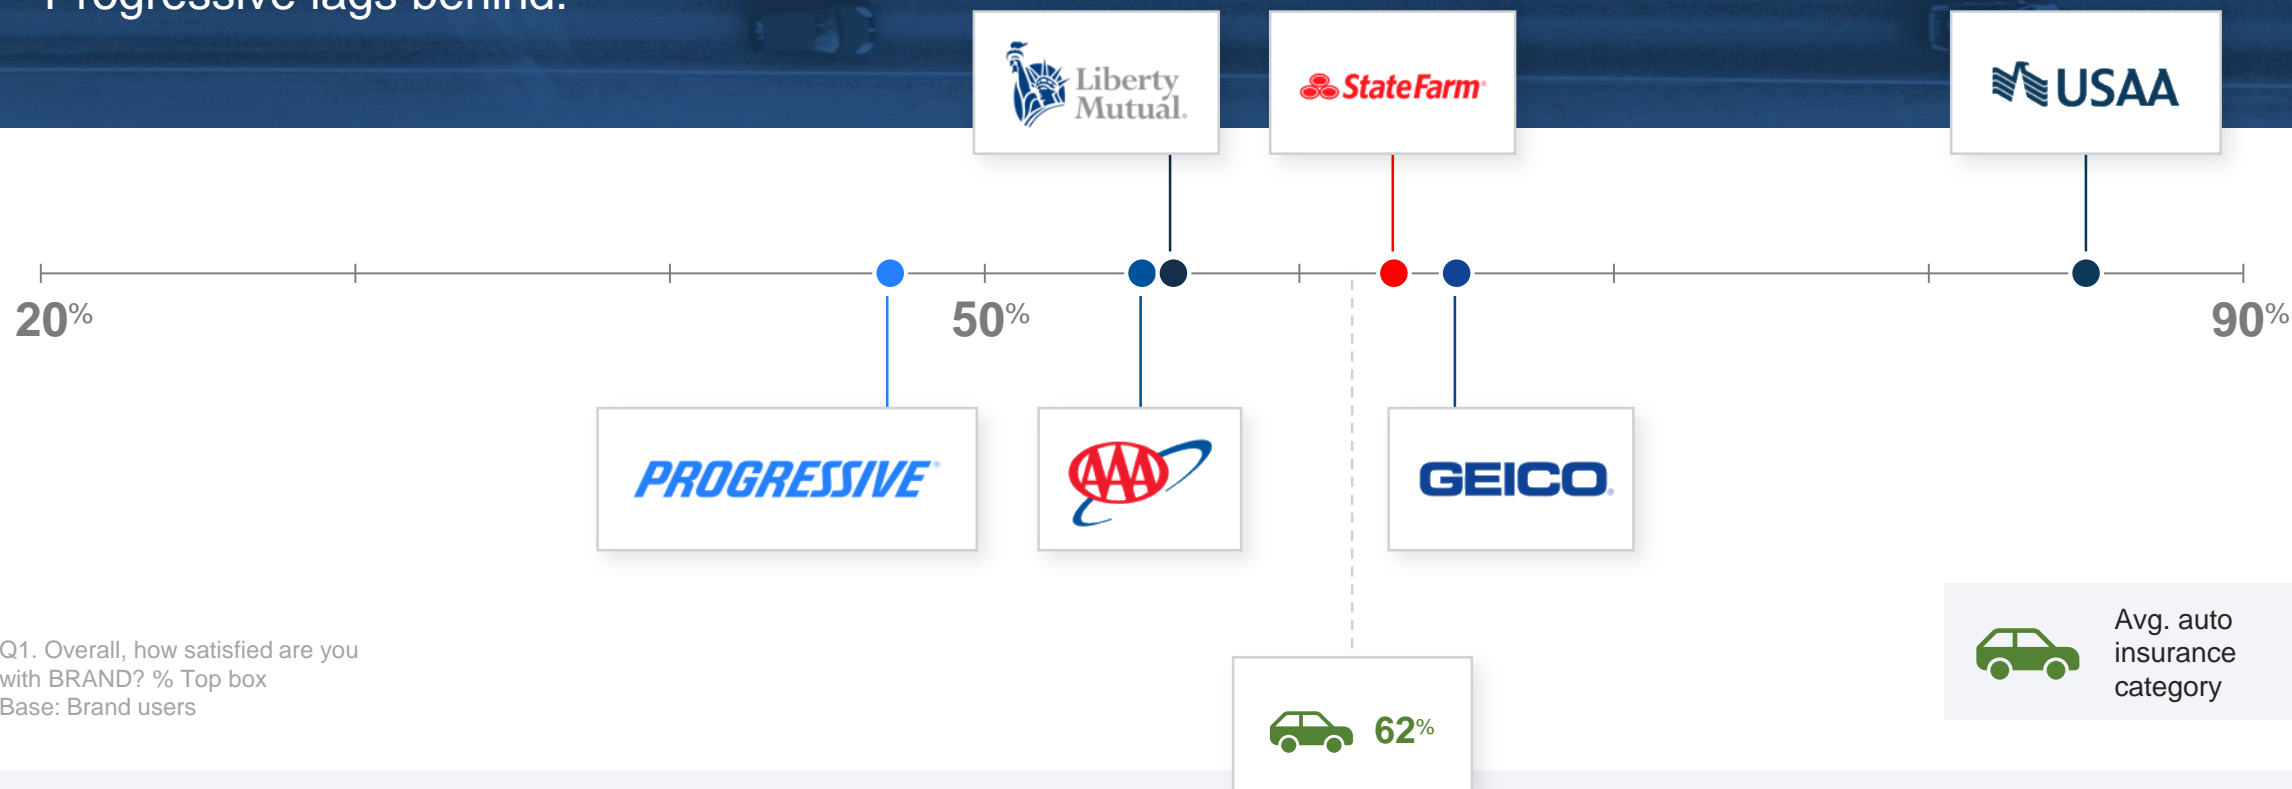 Progressive lags behind.
Liberty
Mutual.
StateFarm®
USAA
20%
50%
90%
PROGRESSIVE®
AAA
GEICO®
Q1. Overall, how satisfied are you
with BRAND? % Top box
Base: Brand users
62%
Avg. auto
insurance
category